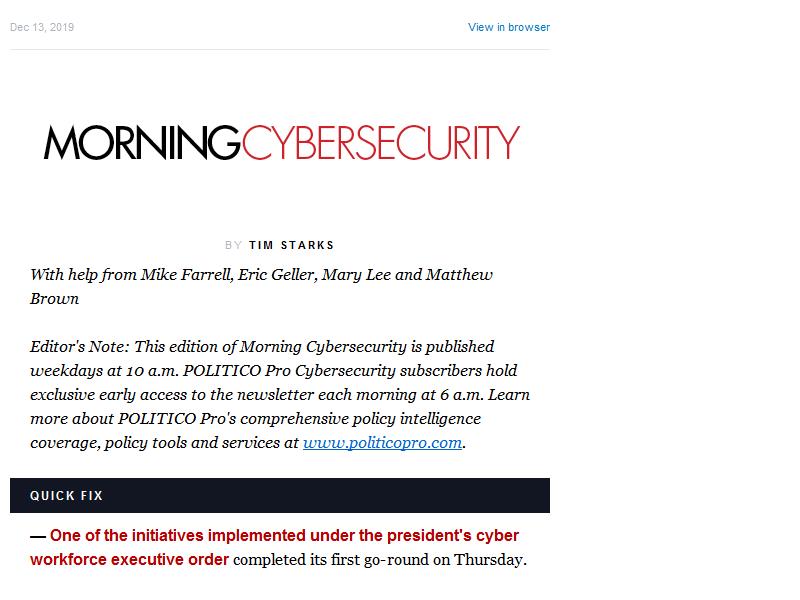 Dec 13, 2019
View in browser
MORNINGCYBERSECURITY
BY TIM STARKS
With help from Mike Farrell, Eric Geller, Mary Lee and Matthew
Brown
Editor's Note: This edition of Morning Cybersecurity is published
weekdays at 10 a.m. POLITICO Pro Cybersecurity subscribers hold
exclusive early access to the newsletter each morning at 6 a.m. Learn
more about POLITICO Pro's comprehensive policy intelligence
coverage, policy tools and services at www.politicopro.com.
QUICK FIX
— One of the initiatives implemented under the president's cyber
workforce executive order completed its first go-round on Thursday.